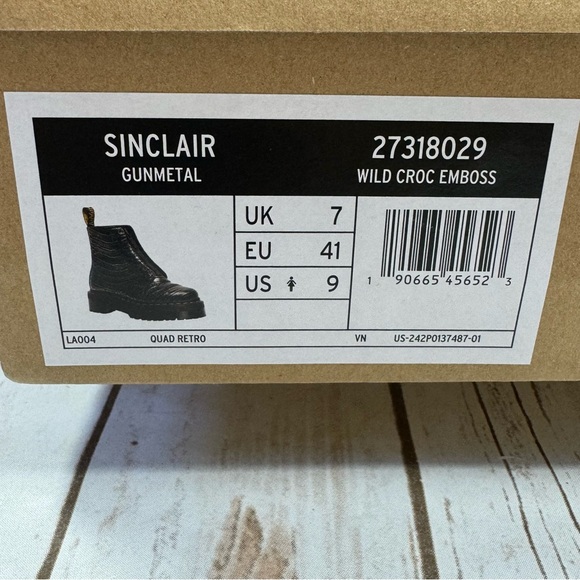 SINCLAIR 27318029
GUNMETAL WILD CROC EMBOSS
UK 7
EU 41
US 9
1 90665 45652 3
LA004 QUAD RETRO VN US-242P0137487-01